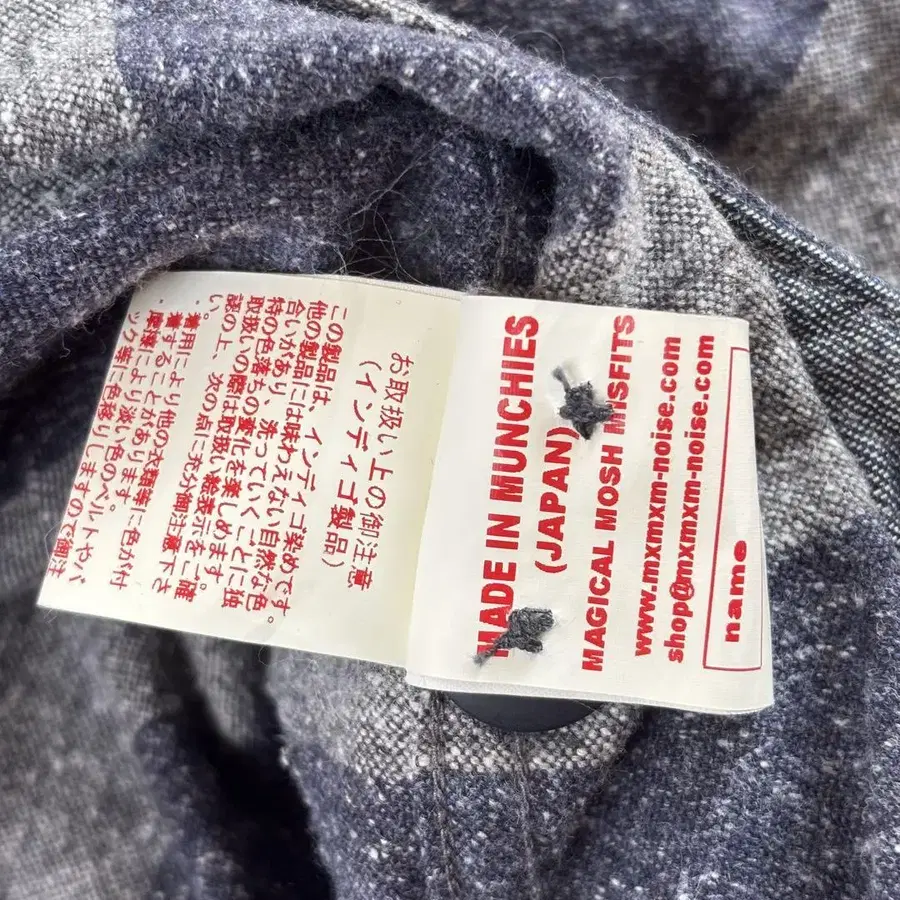 お取扱い上の御注意
(インディゴ製品)
この製品は、インディゴ染めです。
他の製品には味わえない自然な色
合いがあり、洗っていくことに独
特の色落ちの変化を楽しめます。
取扱いの際は取扱い絵表示をご確
認の上、次の点に充分御注意下さ
い。
・着用により他の衣類等に色が付
着することがあります。
・摩擦により淡い色のベルトやバ
ック等に色移りしますので御注
MADE IN MUNCHIES
(JAPAN)
MAGICAL MOSH MISFITS
www.mxmxm-noise.com
shop@mxmxm-noise.com
name